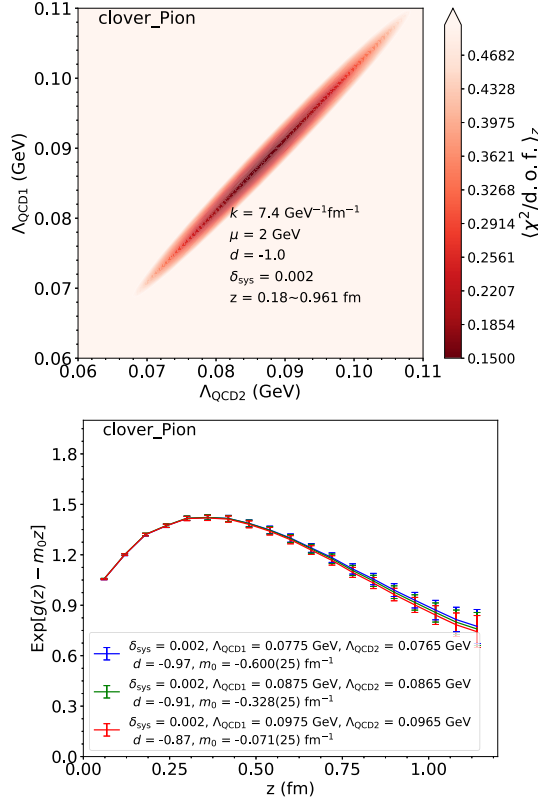 clover_Pion
0.11
0.10
0.09
0.08
0.07
0.06
Λ_QCD1 (GeV)
k = 7.4 GeV⁻¹fm⁻¹
μ = 2 GeV
d = -1.0
δ_sys = 0.002
z = 0.18~0.961 fm
0.06 0.07 0.08 0.09 0.10 0.11
Λ_QCD2 (GeV)
0.4682
0.4328
0.3975
0.3621
0.3268
0.2914
0.2561
0.2207
0.1854
0.1500
⟨χ²/d. o. f.⟩_z
clover_Pion
1.8
1.5
1.2
0.9
0.6
0.3
0.0
Exp[g(z) − m₀z]
δ_sys = 0.002, Λ_QCD1 = 0.0775 GeV, Λ_QCD2 = 0.0765 GeV
d = -0.97, m₀ = -0.600(25) fm⁻¹
δ_sys = 0.002, Λ_QCD1 = 0.0875 GeV, Λ_QCD2 = 0.0865 GeV
d = -0.91, m₀ = -0.328(25) fm⁻¹
δ_sys = 0.002, Λ_QCD1 = 0.0975 GeV, Λ_QCD2 = 0.0965 GeV
d = -0.87, m₀ = -0.071(25) fm⁻¹
0.00 0.25 0.50 0.75 1.00
z (fm)